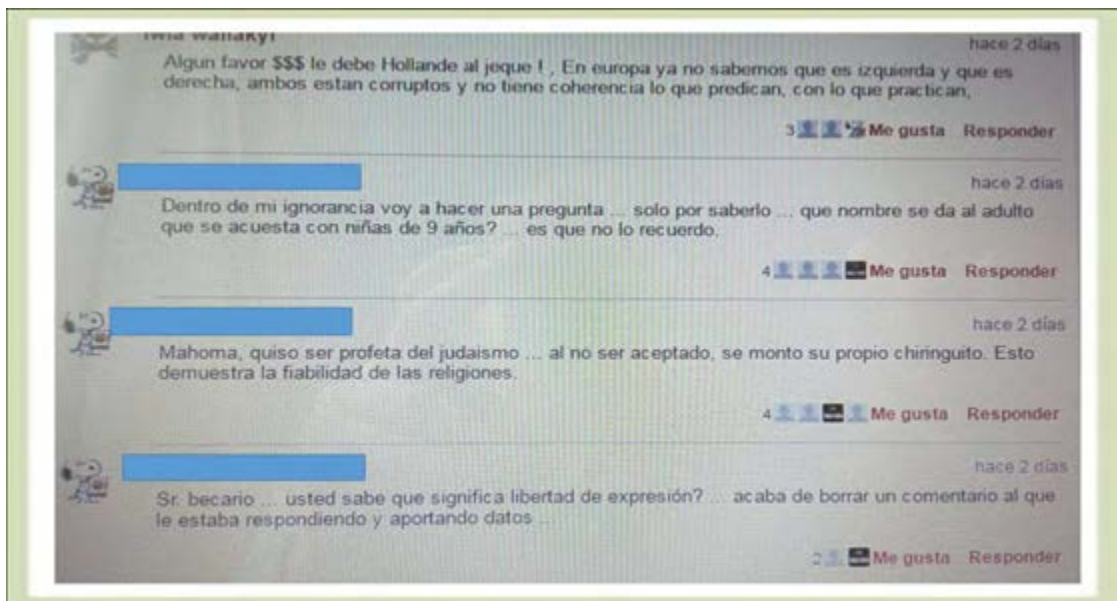 hace 2 días
Algun favor $$$ le debe Hollande al jeque ! , En europa ya no sabemos que es izquierda y que es
derecha, ambos estan corruptos y no tiene coherencia lo que predican, con lo que practican,
3 Me gusta Responder
hace 2 días
Dentro de mi ignorancia voy a hacer una pregunta ... solo por saberlo ... que nombre se da al adulto
que se acuesta con niñas de 9 años? ... es que no lo recuerdo.
4 Me gusta Responder
hace 2 días
Mahoma, quiso ser profeta del judaismo ... al no ser aceptado, se monto su propio chiringuito. Esto
demuestra la fiabilidad de las religiones.
4 Me gusta Responder
hace 2 días
Sr. becario ... usted sabe que significa libertad de expresión? ... acaba de borrar un comentario al que
le estaba respondiendo y aportando datos ...
2 Me gusta Responder